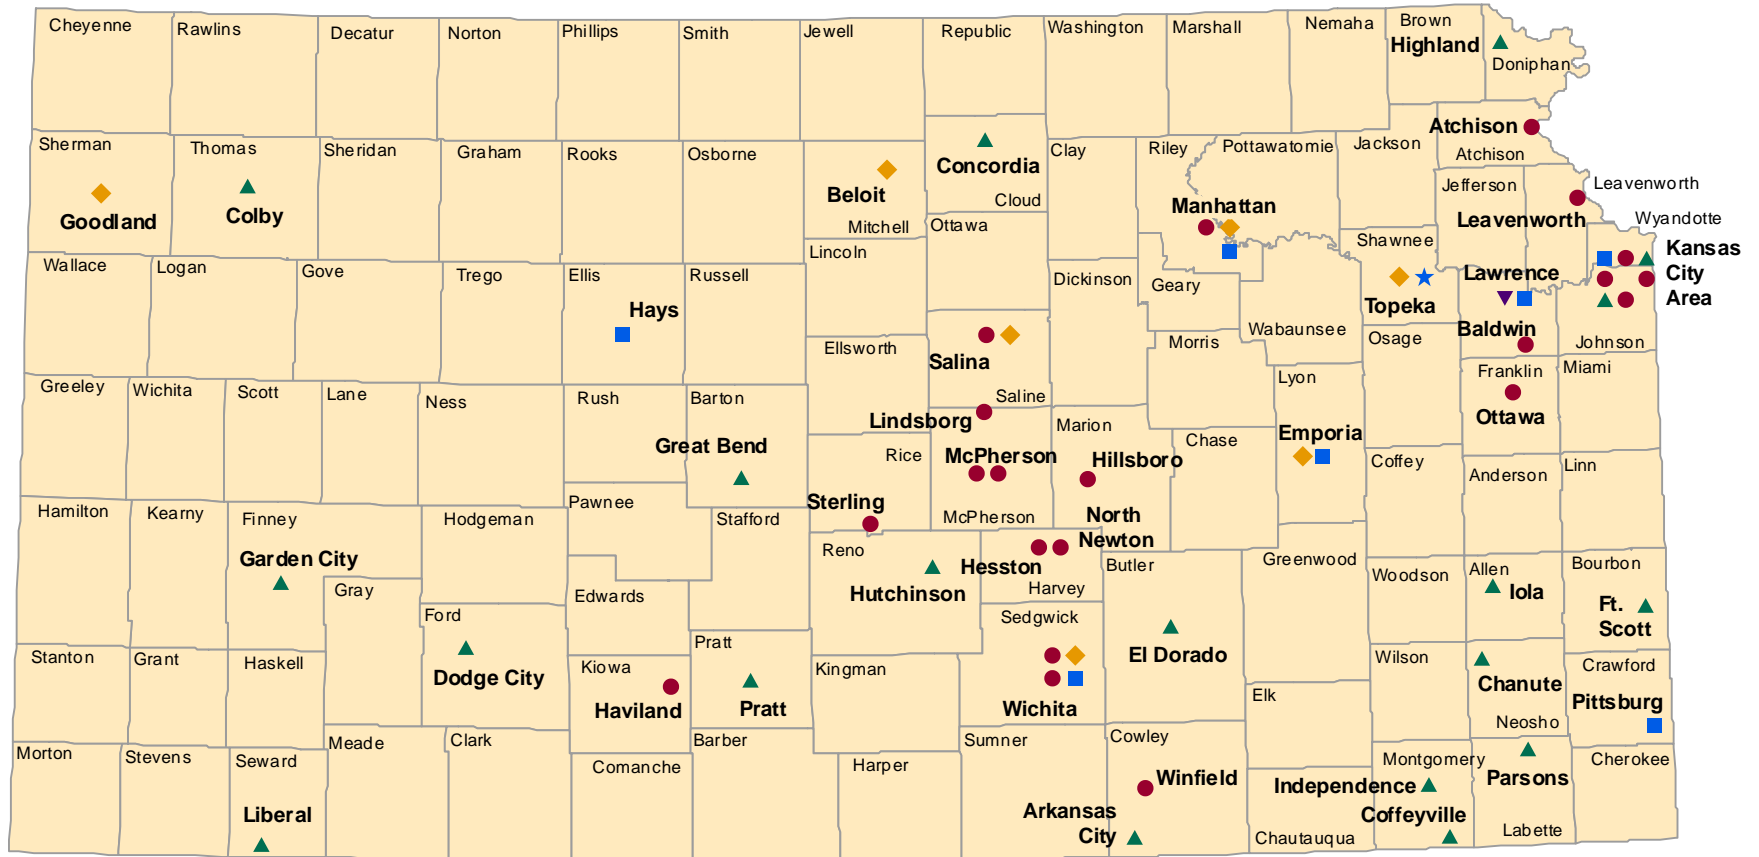 Cheyenne
Rawlins
Decatur
Norton
Phillips
Smith
Jewell
Republic
Washington
Marshall
Nemaha
Brown
Highland
Doniphan
Sherman
Goodland
Thomas
Colby
Sheridan
Graham
Rooks
Osborne
Beloit
Mitchell
Concordia
Cloud
Clay
Riley
Pottawatomie
Manhattan
Jackson
Atchison
Atchison
Jefferson
Leavenworth
Leavenworth
Wyandotte
Kansas
City
Area
Wallace
Logan
Gove
Trego
Ellis
Hays
Russell
Lincoln
Ottawa
Dickinson
Geary
Wabaunsee
Shawnee
Topeka
Lawrence
Baldwin
Johnson
Ellsworth
Salina
Saline
Morris
Osage
Franklin
Ottawa
Miami
Greeley
Wichita
Scott
Lane
Ness
Rush
Barton
Great Bend
Rice
Sterling
Lindsborg
McPherson
McPherson
Marion
Hillsboro
Chase
Lyon
Emporia
Coffey
Anderson
Linn
Hamilton
Kearny
Finney
Garden City
Hodgeman
Pawnee
Stafford
Reno
Hutchinson
North
Newton
Hesston
Harvey
Butler
El Dorado
Greenwood
Woodson
Allen
Iola
Bourbon
Ft.
Scott
Gray
Ford
Dodge City
Edwards
Pratt
Pratt
Sedgwick
Wichita
Stanton
Grant
Haskell
Kiowa
Haviland
Kingman
Elk
Wilson
Chanute
Neosho
Crawford
Pittsburg
Morton
Stevens
Seward
Liberal
Meade
Clark
Comanche
Barber
Harper
Sumner
Cowley
Winfield
Arkansas
City
Chautauqua
Montgomery
Independence
Coffeyville
Parsons
Labette
Cherokee